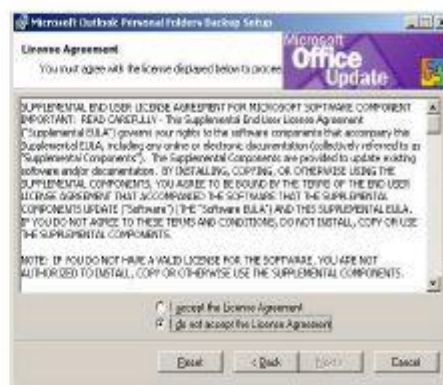 Microsoft Outlook Personal Folders Backup Setup
License Agreement
You must agree with the license displayed below to proceed
Microsoft
Office
Update
SUPPLEMENTAL END USER LICENSE AGREEMENT FOR MICROSOFT SOFTWARE COMPONENT
IMPORTANT: READ CAREFULLY - This Supplemental End User License Agreement
("Supplemental EULA") governs your rights to the software components that accompany this
Supplemental EULA, including any online or electronic documentation (collectively referred to as
"Supplemental Components"). The Supplemental Components are provided to update existing
software and/or documentation. BY INSTALLING, COPYING, OR OTHERWISE USING THE
SUPPLEMENTAL COMPONENTS, YOU AGREE TO BE BOUND BY THE TERMS OF THE END USER
LICENSE AGREEMENT THAT ACCOMPANIED THE SOFTWARE THAT THE SUPPLEMENTAL
COMPONENTS UPDATE ("Software") (THE "Software EULA") AND THIS SUPPLEMENTAL EULA.
IF YOU DO NOT AGREE TO THESE TERMS AND CONDITIONS, DO NOT INSTALL, COPY OR USE
THE SUPPLEMENTAL COMPONENTS.
NOTE: IF YOU DO NOT HAVE A VALID LICENSE FOR THE SOFTWARE, YOU ARE NOT
AUTHORIZED TO INSTALL, COPY OR OTHERWISE USE THE SUPPLEMENTAL COMPONENTS.
I accept the License Agreement
I do not accept the License Agreement
Reset
< Back
Next >
Cancel